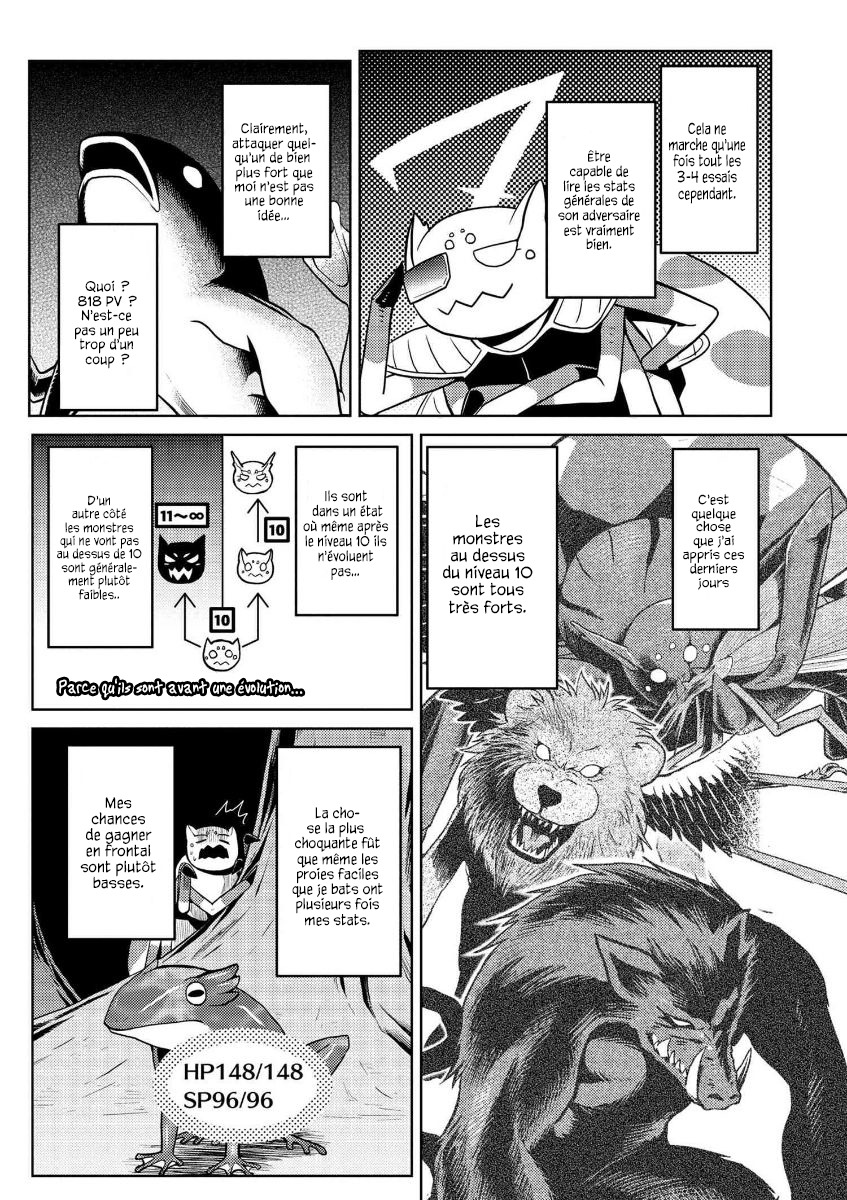 Cela ne
marche qu'une
fois tout les
3-4 essais
cependant.
Être
capable de
lire les stats
générales de
son adversaire
est vraiment
bien.
Clairement,
attaquer quel-
qu'un de bien
plus fort que
moi n'est pas
une bonne
idée...
Quoi ?
818 PV ?
N'est-ce
pas un peu
trop d'un
coup ?
C'est
quelque
chose que j'ai
appris ces
derniers
jours
Les
monstres
au dessus
du niveau 10
sont tous
très forts.
Ils sont
dans un état
où même après
le niveau 10 ils
n'évoluent
pas...
10
11~∞
10
D'un
autre côté
les monstres
qui ne vont pas
au dessus de 10
sont générale-
ment plutôt
faibles..
Parce qu'ils sont avant une évolution...
La cho-
se la plus
choquante fût
que même les
proies faciles
que je bats ont
plusieurs fois
mes stats.
Mes
chances
de gagner
en frontal
sont plutôt
basses.
HP148/148
SP96/96